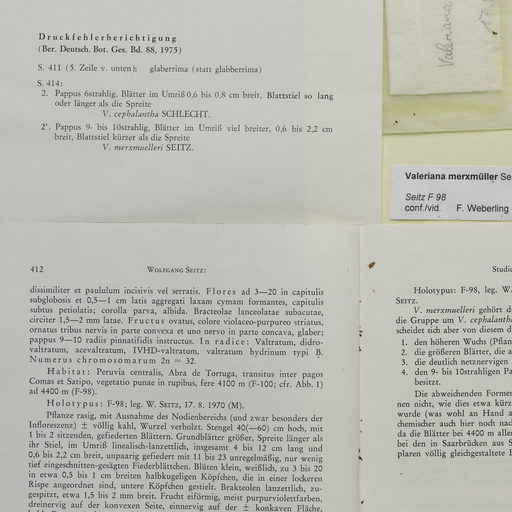 Druckfehlerberichtigung
(Ber. Deutsch. Bot. Ges. Bd. 88, 1975)
S. 411 (5. Zeile v. unten): glaberrima (statt glabberrima)
S. 414:
2. Pappus 6strahlig, Blätter im Umriß 0,6 bis 0,8 cm breit. Blattstiel so lang
oder länger als die Spreite
V. cephalantha SCHLECHT.
2'. Pappus 9- bis 10strahlig, Blätter im Umriß viel breiter, 0,6 bis 2,2 cm
breit, Blattstiel kürzer als die Spreite
V. merxmuelleri SEITZ.
Valeriana
Valeriana merxmüller Se
Seitz F 98
conf./vid. F. Weberling
412 WOLFGANG SEITZ:
dissimiliter et paululum incisivis vel serratis. Flores ad 3—20 in capitulis
subglobosis et 0,5—1 cm latis aggregati laxam cymam formantes, capitulis
subtus petiolatis; corolla parva, albida. Bracteolae lanceolatae subacutae,
circiter 1,5—2 mm latae. Fructus ovatus, colore violaceo-purpureo striatus,
ornatus tribus nervis in parte convexa et uno nervo in parte concava, glaber;
pappus 9—10 radiis pinnatifidis instructus. In radice: Valtratum, didro-
valtratum, acevaltratum, IVHD-valtratum, valtratum hydrinum typi B.
Numerus chromosomarum 2n = 32.
Habitat: Peruvia centralis, Abra de Tortuga, transitus inter pagos
Comas et Satipo, vegetatio punae in rupibus, fere 4100 m (F-100; cfr. Abb. 1)
ad 4400 m (F-98).
Holotypus: F-98; leg. W. SEITZ, 17. 8. 1970 (M).
Pflanze rasig, mit Ausnahme des Nodienbereichs (und zwar besonders der
Infloreszenz) ± völlig kahl, Wurzel verholzt. Stengel 40(—60) cm hoch, mit
1 bis 2 sitzenden, gefiederten Blättern. Grundblätter größer, Spreite länger als
ihr Stiel, im Umriß linealisch-lanzettlich, insgesamt 4 bis 12 cm lang und
0,6 bis 2,2 cm breit, unpaarig gefiedert mit 11 bis 23 unregelmäßig, nur wenig
tief eingeschnitten-gesägten Fiederblättchen. Blüten klein, weißlich, zu 3 bis 20
in etwa 0,5 bis 1 cm breiten halbkugeligen Köpfchen, die in einer lockeren
Rispe angeordnet sind, untere Köpfchen gestielt. Brakteolen lanzettlich, zu-
gespitzt, etwa 1,5 bis 2 mm breit. Frucht eiförmig, meist purpurviolettfarben,
dreinervig auf der konvexen Seite, einnervig auf der ± konkaven Fläche,
Studie
Holotypus: F-98, leg. W.
SEITZ.
V. merxmuelleri gehört d
die Gruppe um V. cephalantha
scheidet sich aber von diesem d
1. den höheren Wuchs (Pflan
2. die größeren Blätter, die a
3. die deutlich netznervigen
4. den 9- bis 10strahligen Pa
besitzt.
Die abweichenden Formen
nen nicht, wie dies etwa kürz
wurde (was wohl an Hand a
chemischer auch hier noch nad
da die Blätter bei 4400 m aller
bei den in Saarbrücken aus S
plaren völlig gleichgestaltete B